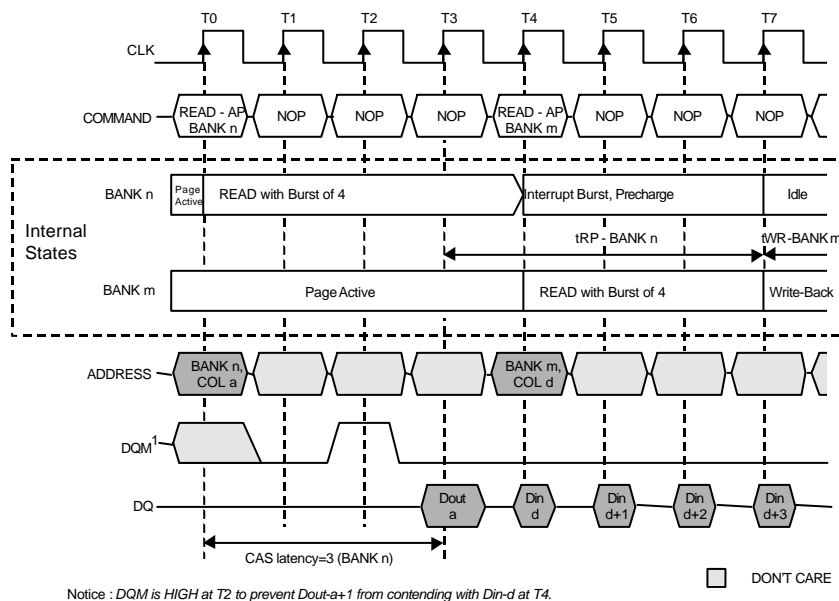 T0 T1 T2 T3 T4 T5 T6 T7
CLK
COMMAND
READ - AP
BANK n
NOP
NOP
NOP
READ - AP
BANK m
NOP
NOP
NOP
Internal
States
BANK n
Page
Active
READ with Burst of 4
Interrupt Burst, Precharge
Idle
tRP - BANK n
tWR-BANK m
BANK m
Page Active
READ with Burst of 4
Write-Back
ADDRESS
BANK n,
COL a
BANK m,
COL d
DQM1
DQ
Dout
a
Din
d
Din
d+1
Din
d+2
Din
d+3
CAS latency=3 (BANK n)
DON'T CARE
Notice : DQM is HIGH at T2 to prevent Dout-a+1 from contending with Din-d at T4.